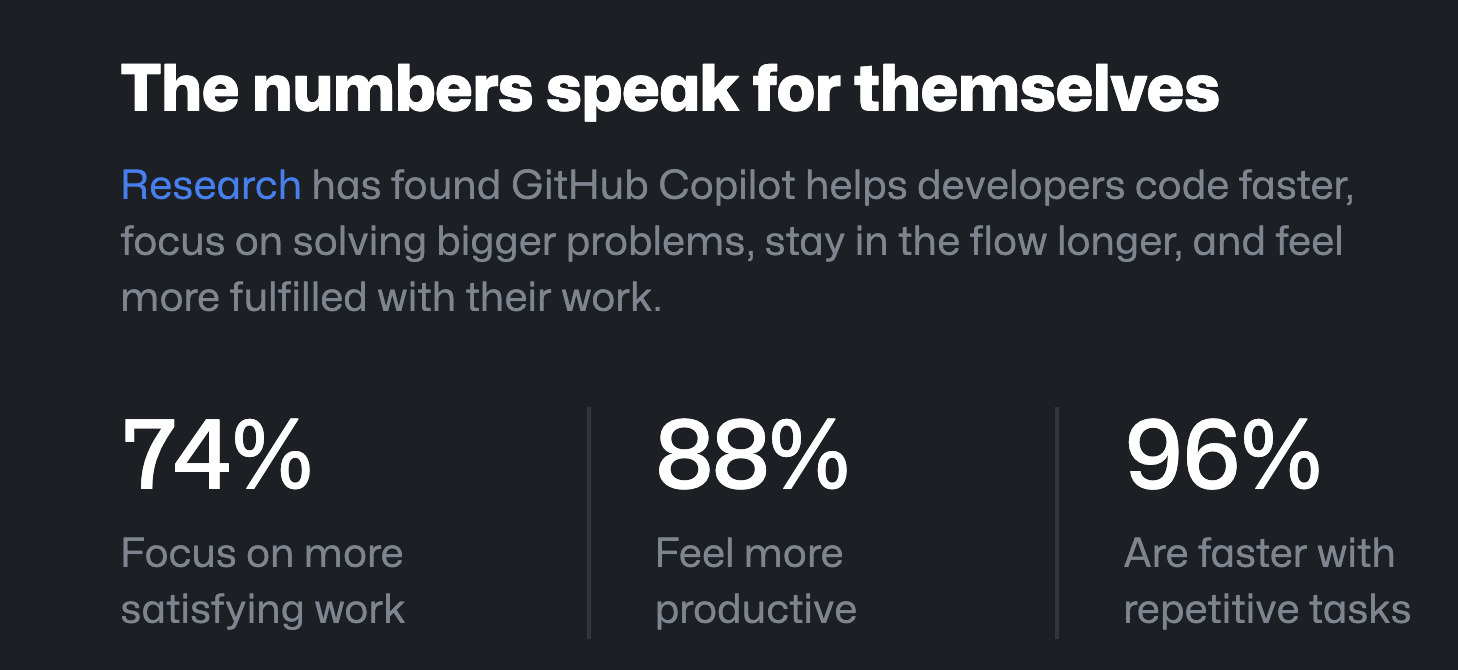 The numbers speak for themselves
Research has found GitHub Copilot helps developers code faster,
focus on solving bigger problems, stay in the flow longer, and feel
more fulfilled with their work.
74%
Focus on more
satisfying work
88%
Feel more
productive
96%
Are faster with
repetitive tasks